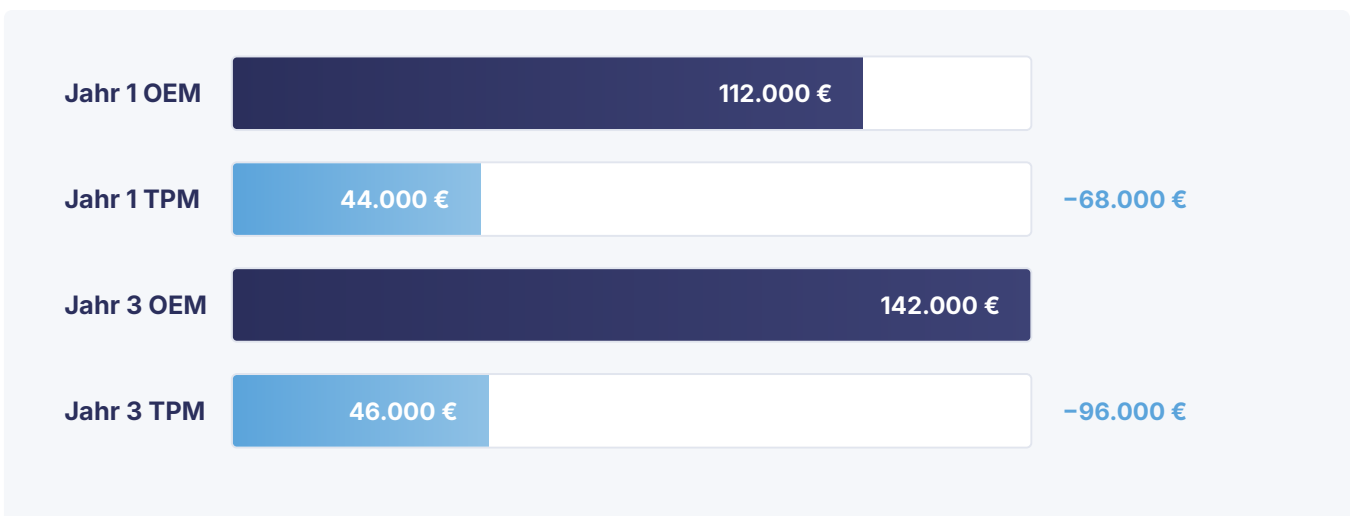 Jahr 1 OEM 112.000 €
Jahr 1 TPM 44.000 € −68.000 €
Jahr 3 OEM 142.000 €
Jahr 3 TPM 46.000 € −96.000 €